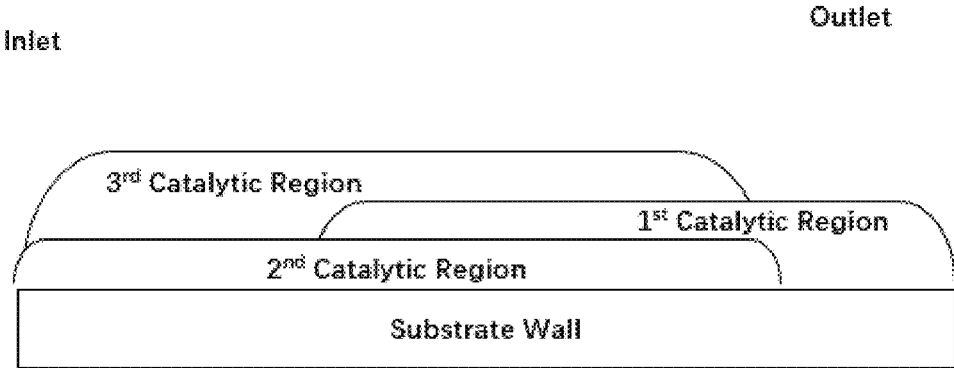 Outlet
Inlet
3rd Catalytic Region
1st Catalytic Region
2nd Catalytic Region
Substrate Wall